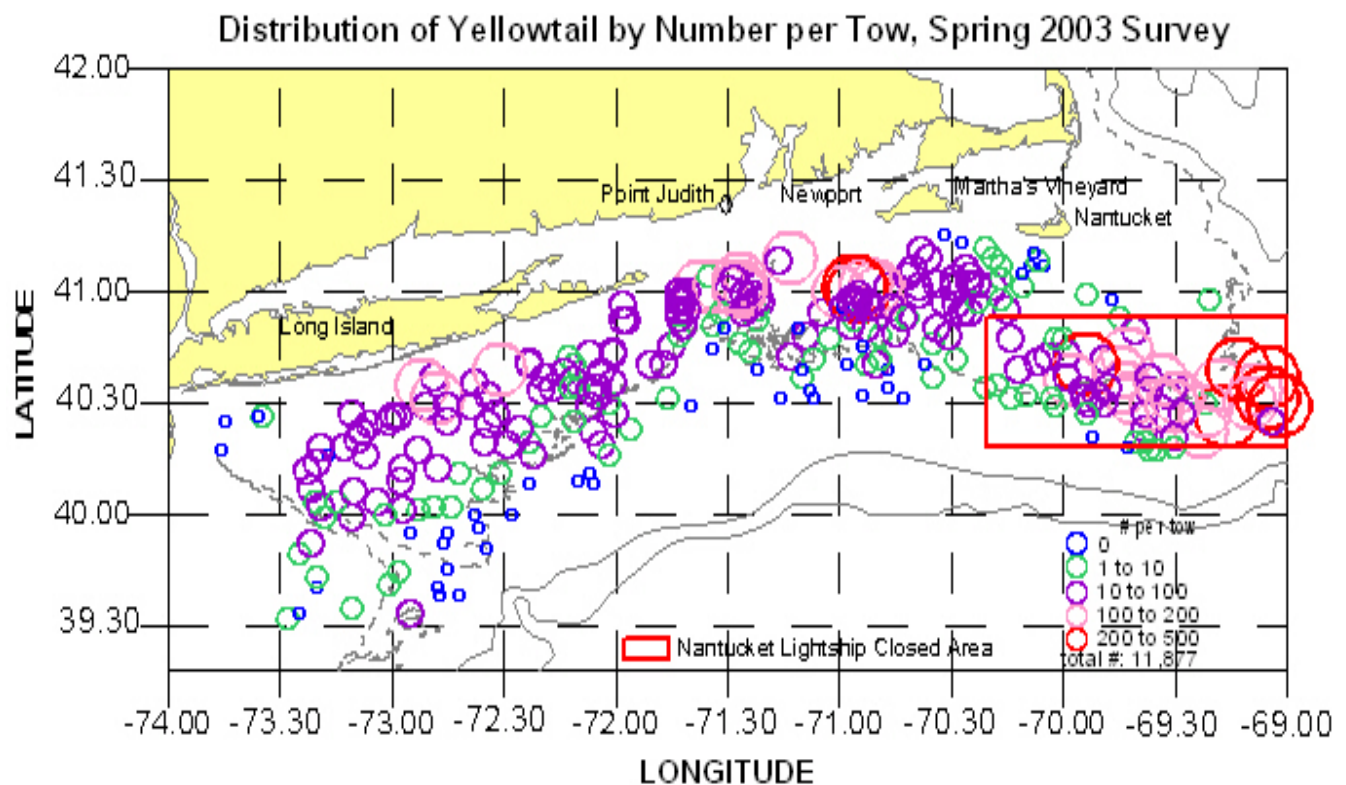 Distribution of Yellowtail by Number per Tow, Spring 2003 Survey
42.00
41.30
Point Judith
Newport
Martha's Vineyard
Nantucket
41.00
Long Island
LATITUDE
40.30
40.00
# per tow
0
1 to 10
10 to 100
100 to 200
39.30
200 to 500
Nantucket Lightship Closed Area
total #: 11,877
-74.00 -73.30 -73.00 -72.30 -72.00 -71.30 -71.00 -70.30 -70.00 -69.30 -69.00
LONGITUDE